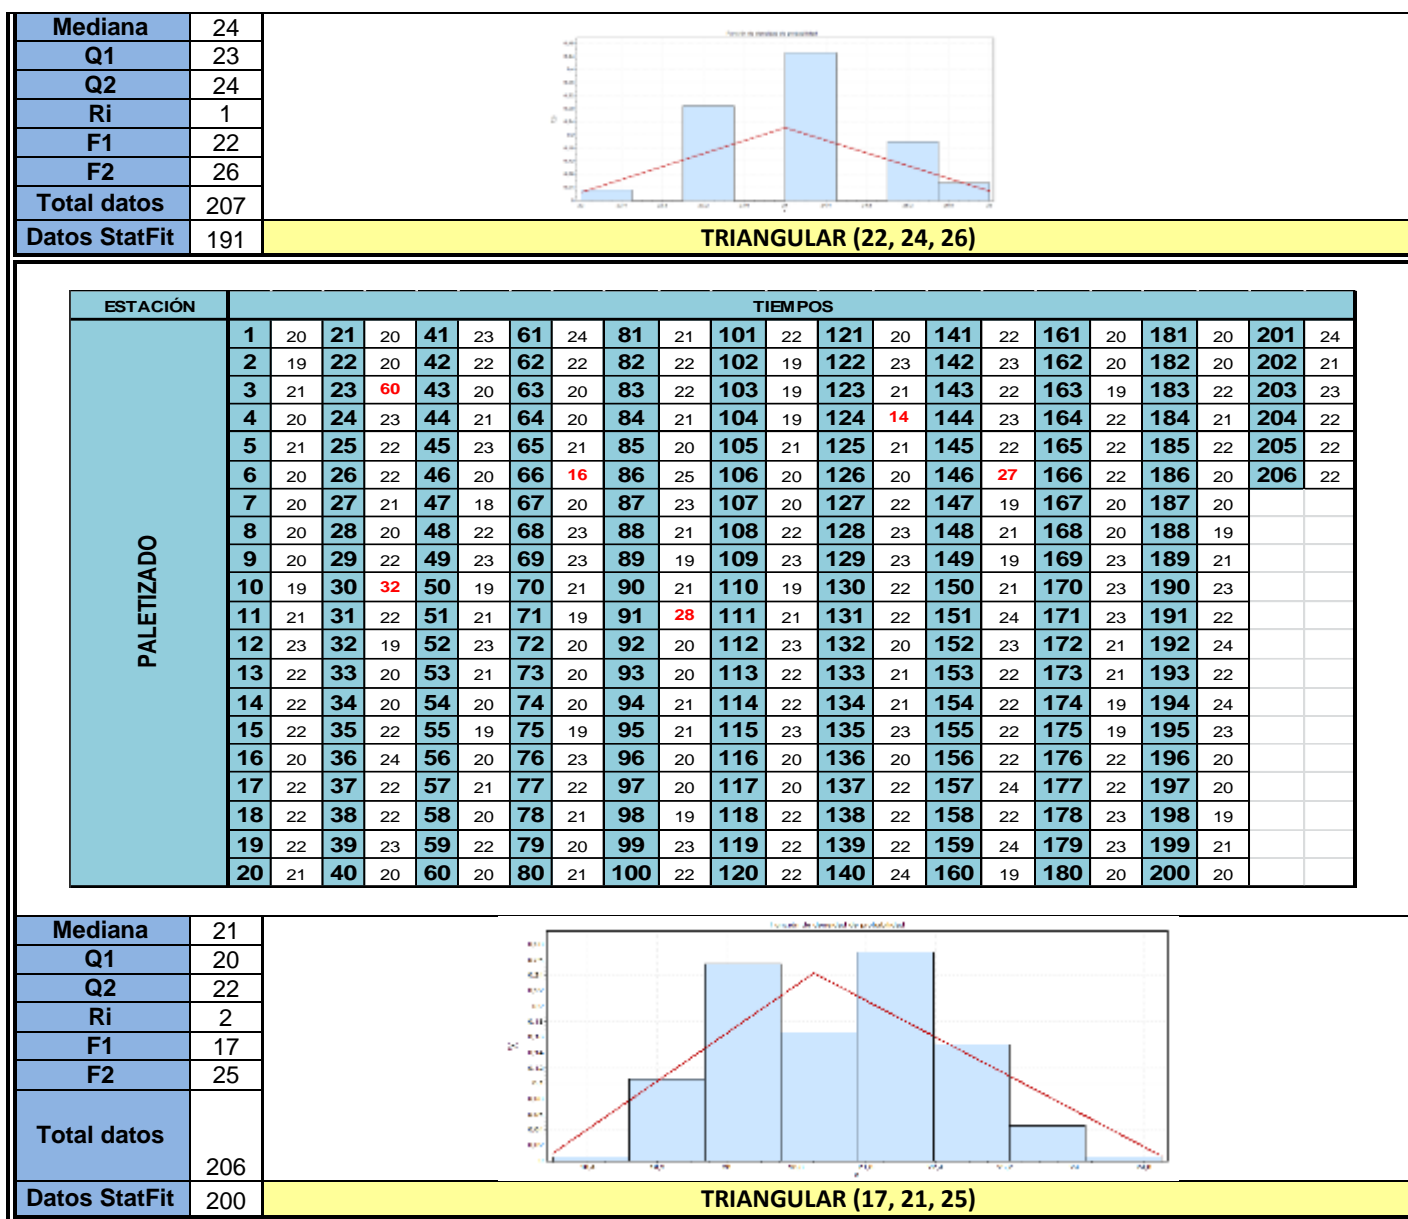 Mediana 24
Q1 23
Q2 24
Ri 1
F1 22
F2 26
Total datos 207
Datos StatFit 191 TRIANGULAR (22, 24, 26)
ESTACIÓN TIEMPOS
PALETIZADO
1 20 21 20 41 23 61 24 81 21 101 22 121 20 141 22 161 20 181 20 201 24
2 19 22 20 42 22 62 22 82 22 102 19 122 23 142 23 162 20 182 20 202 21
3 21 23 60 43 20 63 20 83 22 103 19 123 21 143 22 163 19 183 22 203 23
4 20 24 23 44 21 64 20 84 21 104 19 124 14 144 23 164 22 184 21 204 22
5 21 25 22 45 23 65 21 85 20 105 21 125 21 145 22 165 22 185 22 205 22
6 20 26 22 46 20 66 16 86 25 106 20 126 20 146 27 166 22 186 20 206 22
7 20 27 21 47 18 67 20 87 23 107 20 127 22 147 19 167 20 187 20
8 20 28 20 48 22 68 23 88 21 108 22 128 23 148 21 168 20 188 19
9 20 29 22 49 23 69 23 89 19 109 23 129 23 149 19 169 23 189 21
10 19 30 32 50 19 70 21 90 21 110 19 130 22 150 21 170 23 190 23
11 21 31 22 51 21 71 19 91 28 111 21 131 22 151 24 171 23 191 22
12 23 32 19 52 23 72 20 92 20 112 23 132 20 152 23 172 21 192 24
13 22 33 20 53 21 73 20 93 20 113 22 133 21 153 22 173 21 193 22
14 22 34 20 54 20 74 20 94 21 114 22 134 21 154 22 174 19 194 24
15 22 35 22 55 19 75 19 95 21 115 23 135 23 155 22 175 19 195 23
16 20 36 24 56 20 76 23 96 20 116 20 136 20 156 22 176 22 196 20
17 22 37 22 57 21 77 22 97 20 117 20 137 22 157 24 177 22 197 20
18 22 38 22 58 20 78 21 98 19 118 22 138 22 158 22 178 23 198 19
19 22 39 23 59 22 79 20 99 23 119 22 139 22 159 24 179 23 199 21
20 21 40 20 60 20 80 21 100 22 120 22 140 24 160 19 180 20 200 20
Función de densidad de probabilidad
Mediana 21
Q1 20
Q2 22
Ri 2
F1 17
F2 25
Total datos 206
Datos StatFit 200 TRIANGULAR (17, 21, 25)